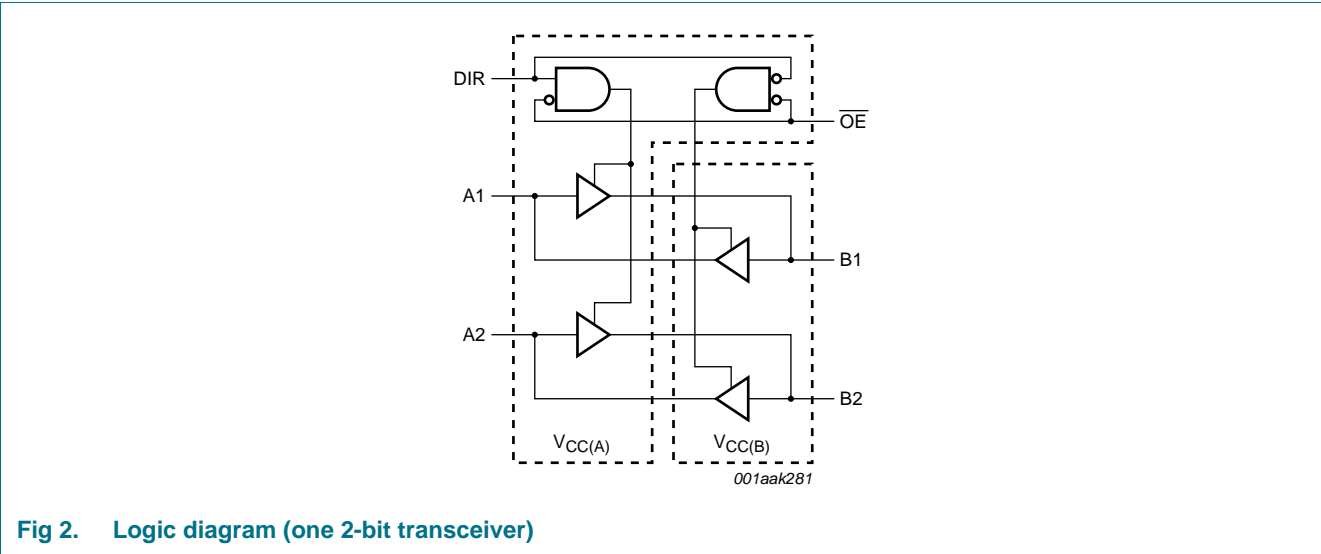 DIR
OE
A1
B1
A2
B2
VCC(A)
VCC(B)
001aak281
Fig 2. Logic diagram (one 2-bit transceiver)